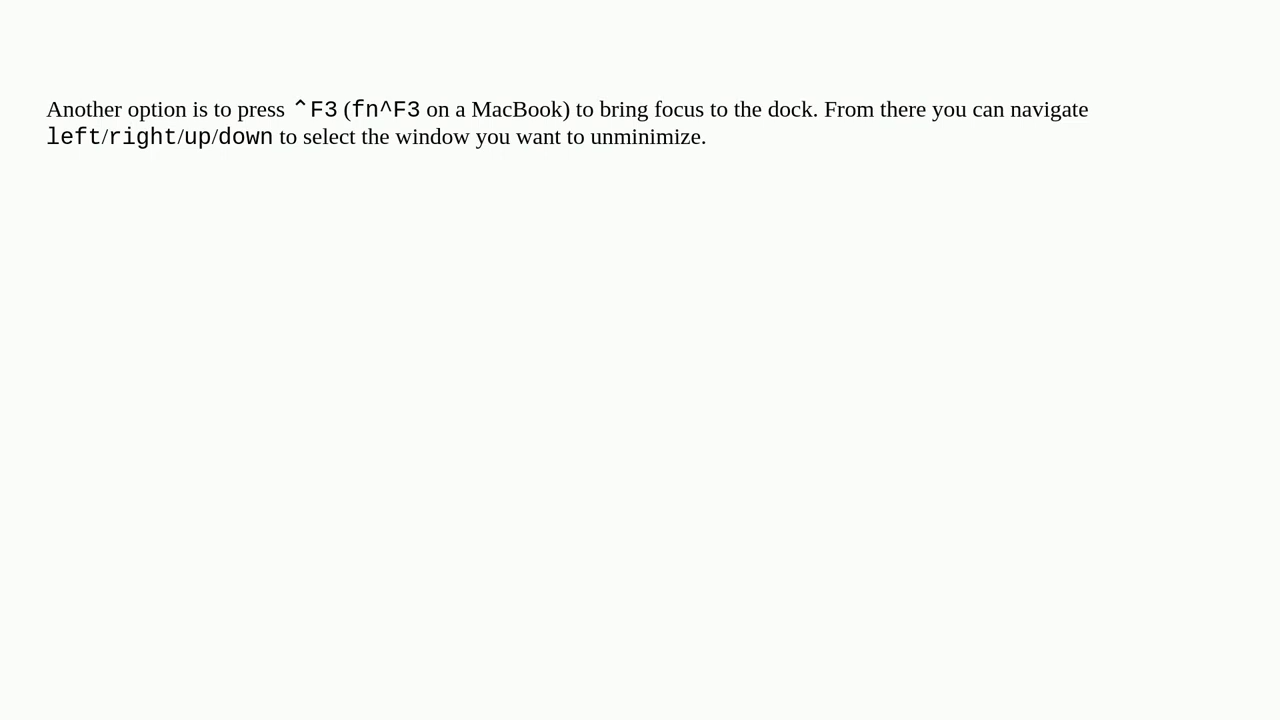 Another option is to press ⌃F3 (fn^F3 on a MacBook) to bring focus to the dock. From there you can navigate
left/right/up/down to select the window you want to unminimize.